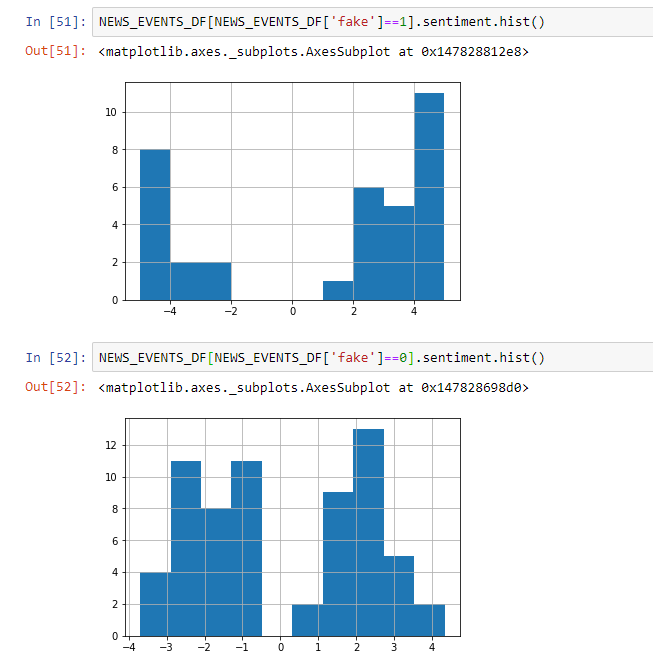 In [51]: NEWS_EVENTS_DF[NEWS_EVENTS_DF['fake']==1].sentiment.hist()
Out[51]: <matplotlib.axes._subplots.AxesSubplot at 0x147828812e8>
10
8
6
4
2
0
−4 −2 0 2 4
In [52]: NEWS_EVENTS_DF[NEWS_EVENTS_DF['fake']==0].sentiment.hist()
Out[52]: <matplotlib.axes._subplots.AxesSubplot at 0x147828698d0>
12
10
8
6
4
2
0
−4 −3 −2 −1 0 1 2 3 4